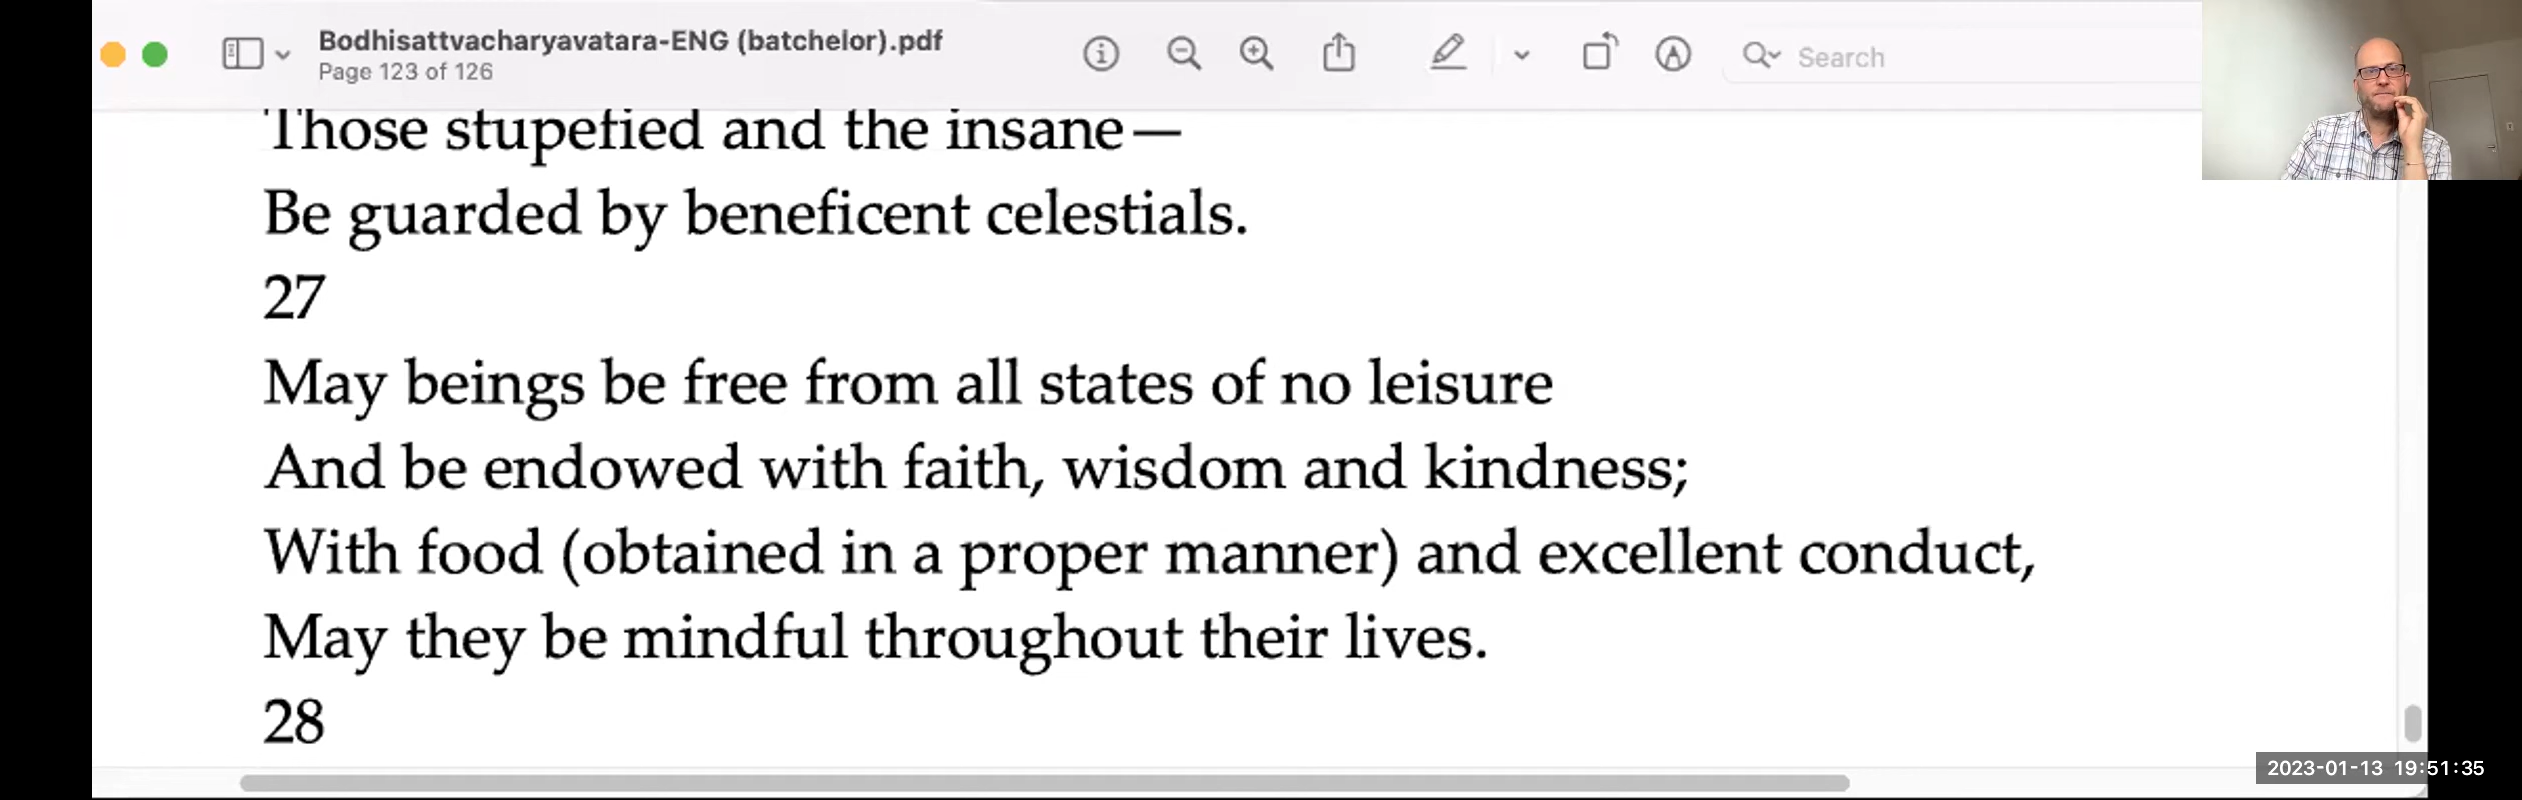 Bodhisattvacharyavatara-ENG (batchelor).pdf
Page 123 of 126
Search
Those stupefied and the insane—
Be guarded by beneficent celestials.
27
May beings be free from all states of no leisure
And be endowed with faith, wisdom and kindness;
With food (obtained in a proper manner) and excellent conduct,
May they be mindful throughout their lives.
28
2023-01-13 19:51:35